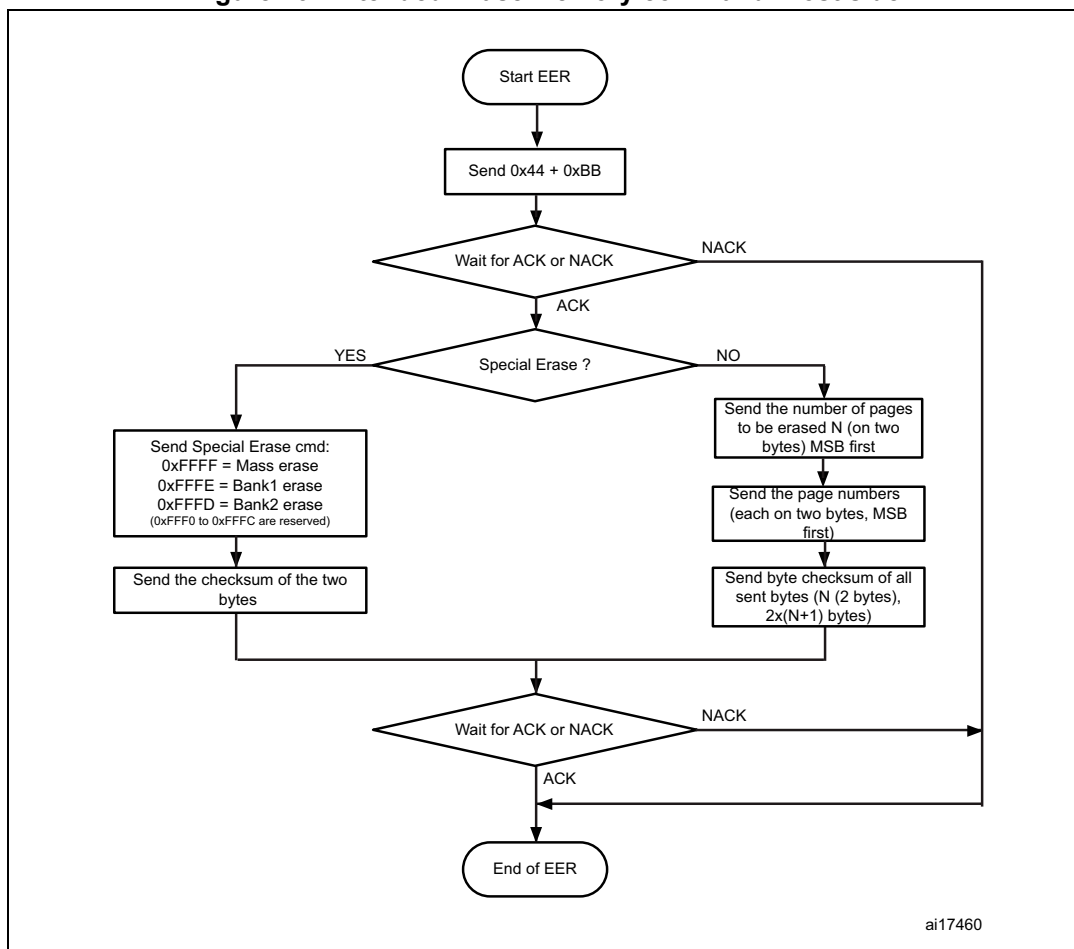 Start EER
Send 0x44 + 0xBB
Wait for ACK or NACK
NACK
ACK
YES
Special Erase ?
NO
Send Special Erase cmd:
0xFFFF = Mass erase
0xFFFE = Bank1 erase
0xFFFD = Bank2 erase
(0xFFF0 to 0xFFFC are reserved)
Send the checksum of the two
bytes
Send the number of pages
to be erased N (on two
bytes) MSB first
Send the page numbers
(each on two bytes, MSB
first)
Send byte checksum of all
sent bytes (N (2 bytes),
2x(N+1) bytes)
Wait for ACK or NACK
NACK
ACK
End of EER
ai17460